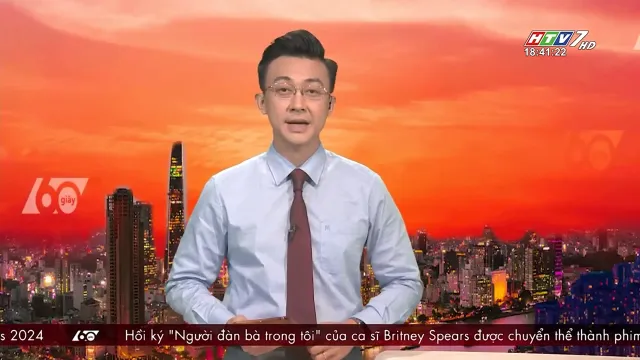 HTV7 HD
18:41:22
60 giây
s 2024 60 Hồi ký "Người đàn bà trong tôi" của ca sĩ Britney Spears được chuyển thể thành phim